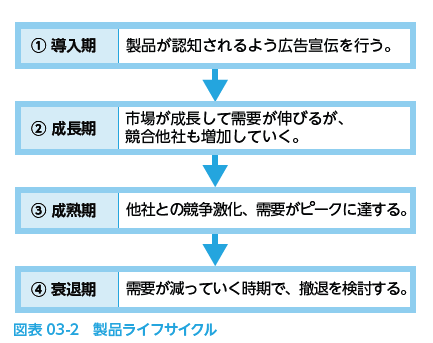 ① 導入期 製品が認知されるよう広告宣伝を行う。
② 成長期 市場が成長して需要が伸びるが、
競合他社も増加していく。
③ 成熟期 他社との競争激化、需要がピークに達する。
④ 衰退期 需要が減っていく時期で、撤退を検討する。
図表 03-2 製品ライフサイクル